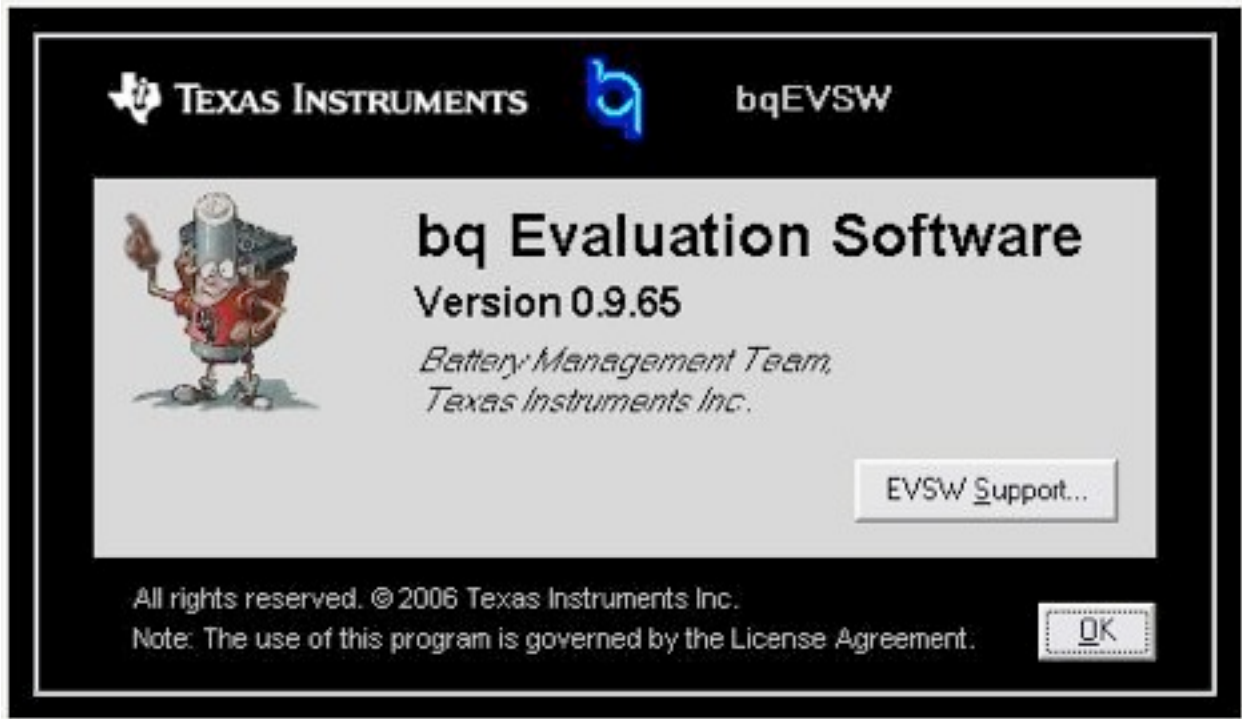 TEXAS INSTRUMENTS bq bqEVSW
bq Evaluation Software
Version 0.9.65
Battery Management Team,
Texas Instruments Inc.
EVSW Support...
All rights reserved. © 2006 Texas Instruments Inc.
Note: The use of this program is governed by the License Agreement.
OK